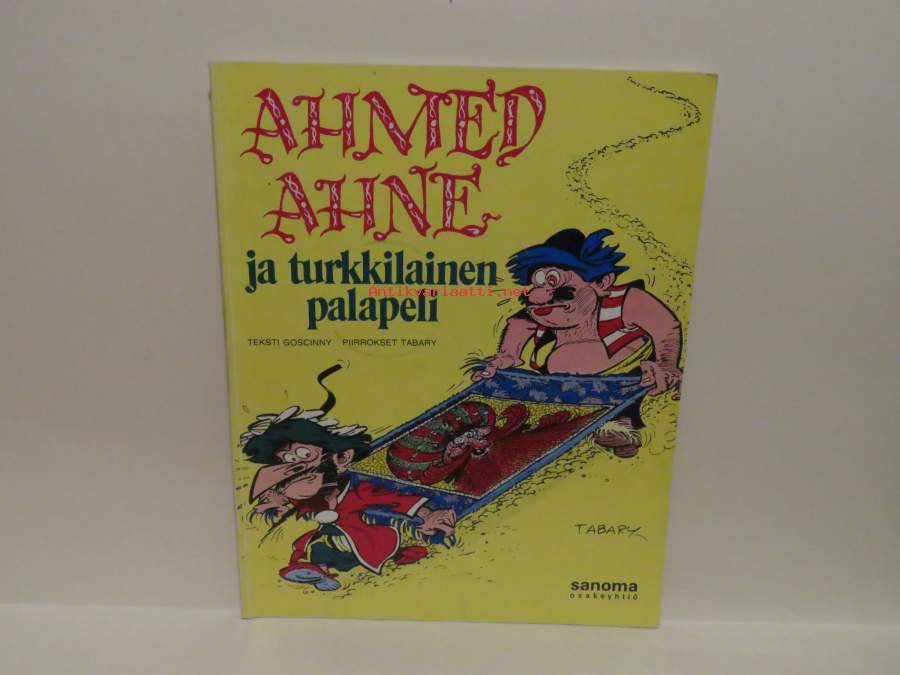 AHMED
AHNE
ja turkkilainen
Antikvariaatti.net
palapeli
TEKSTI GOSCINNY PIIRROKSET TABARY
TABARY
sanoma
osakeyhtiö